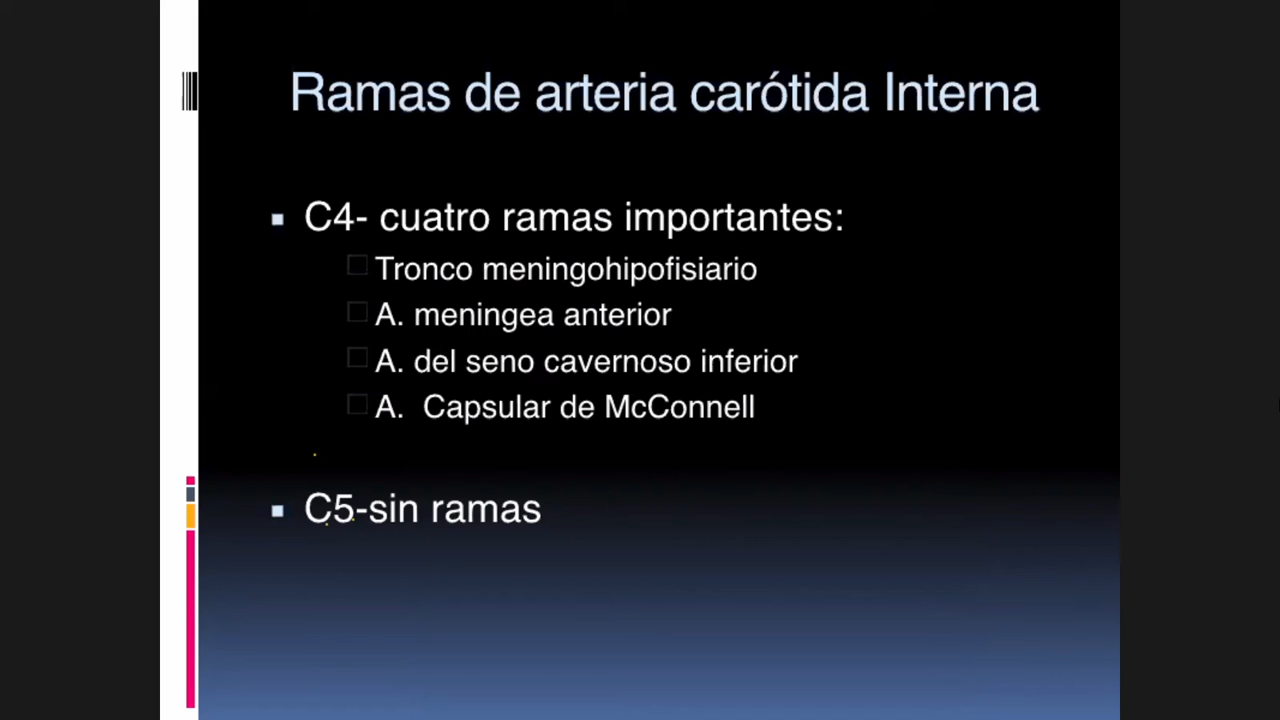 Ramas de arteria carótida Interna
C4- cuatro ramas importantes:
Tronco meningohipofisiario
A. meningea anterior
A. del seno cavernoso inferior
A. Capsular de McConnell
C5-sin ramas